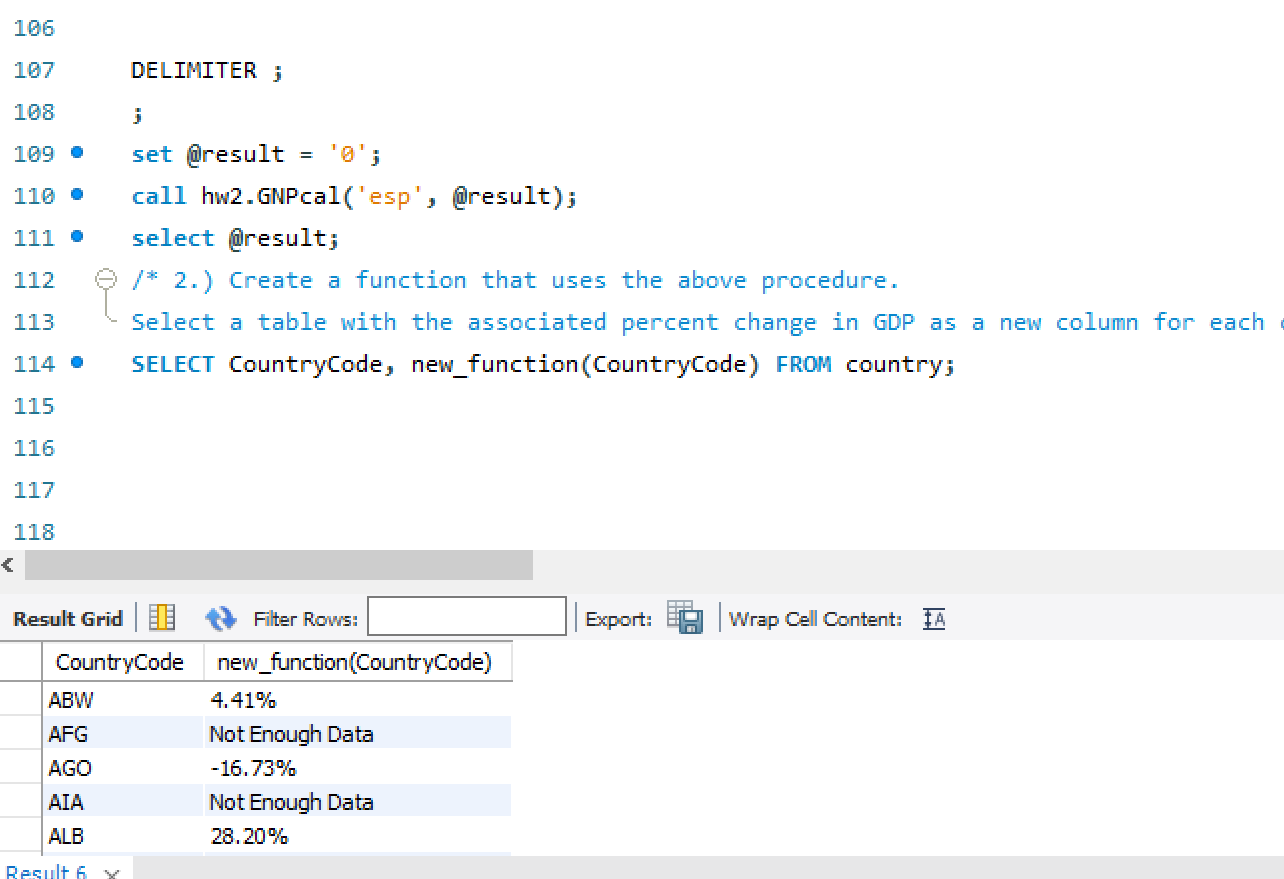 106
107 DELIMITER ;
108 ;
109 set @result = '0';
110 call hw2.GNPcal('esp', @result);
111 select @result;
112 /* 2.) Create a function that uses the above procedure.
113 Select a table with the associated percent change in GDP as a new column for each
114 SELECT CountryCode, new_function(CountryCode) FROM country;
115
116
117
118
Result Grid Filter Rows: Export: Wrap Cell Content: IA
CountryCode new_function(CountryCode)
ABW 4.41%
AFG Not Enough Data
AGO -16.73%
AIA Not Enough Data
ALB 28.20%
Result 6